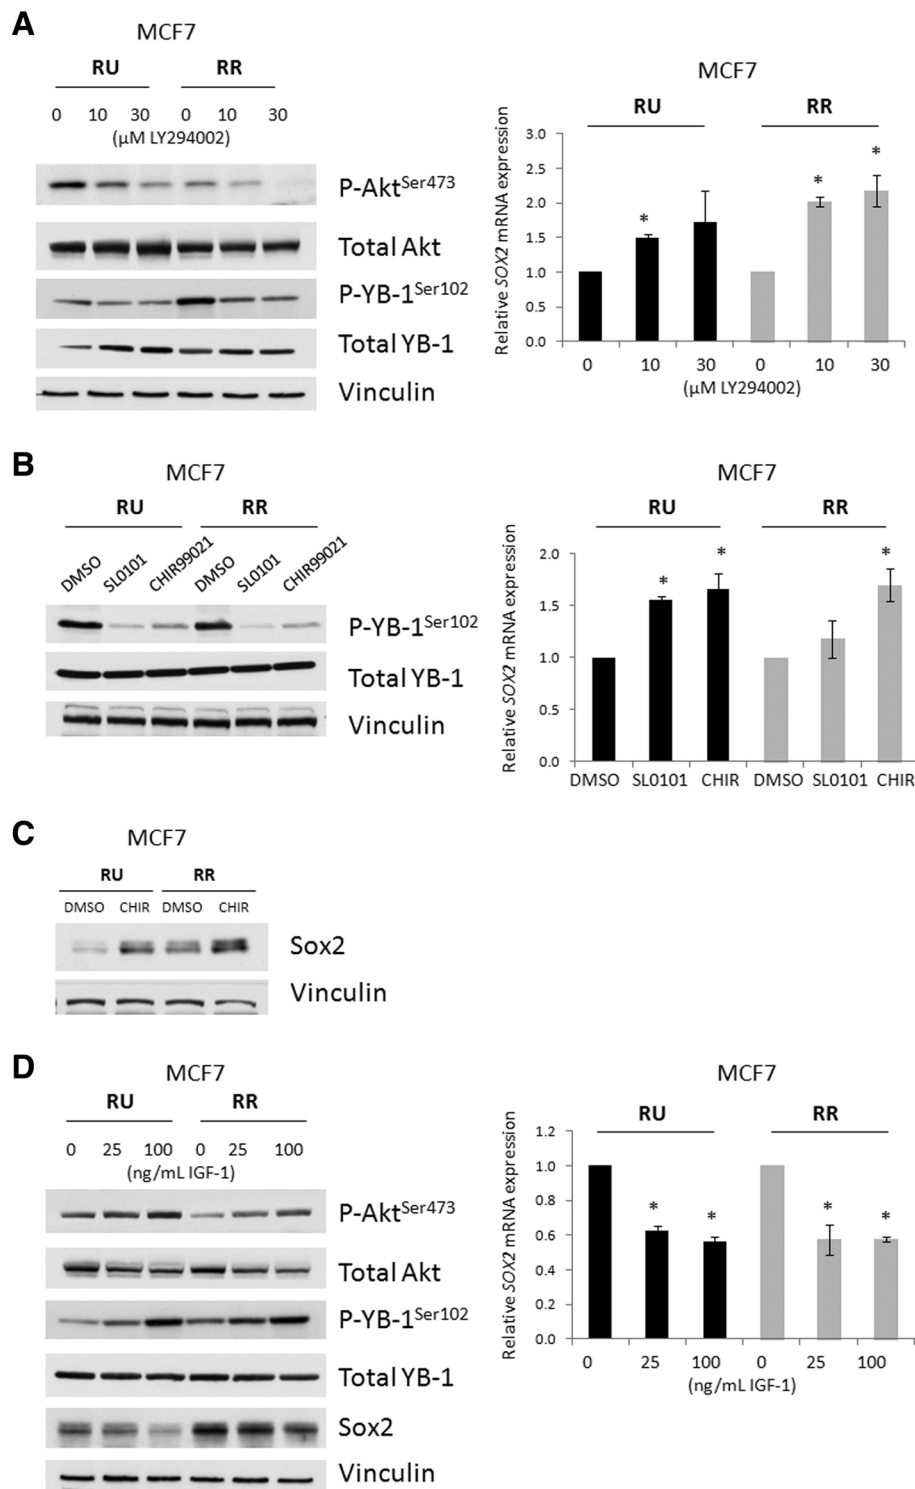 A
MCF7
RU RR
0 10 30 0 10 30
(µM LY294002)
P-Akt^Ser473
Total Akt
P-YB-1^Ser102
Total YB-1
Vinculin
MCF7
RU RR
Relative SOX2 mRNA expression
3.0
2.5
2.0
1.5
1.0
0.5
0.0
* * *
0 10 30 0 10 30
(µM LY294002)
B
MCF7
RU RR
DMSO SL0101 CHIR99021 DMSO SL0101 CHIR99021
P-YB-1^Ser102
Total YB-1
Vinculin
MCF7
RU RR
Relative SOX2 mRNA expression
2.0
1.5
1.0
0.5
0.0
* * *
DMSO SL0101 CHIR DMSO SL0101 CHIR
C
MCF7
RU RR
DMSO CHIR DMSO CHIR
Sox2
Vinculin
D
MCF7
RU RR
0 25 100 0 25 100
(ng/mL IGF-1)
P-Akt^Ser473
Total Akt
P-YB-1^Ser102
Total YB-1
Sox2
Vinculin
MCF7
RU RR
Relative SOX2 mRNA expression
1.2
1.0
0.8
0.6
0.4
0.2
0.0
* * * *
0 25 100 0 25 100
(ng/mL IGF-1)